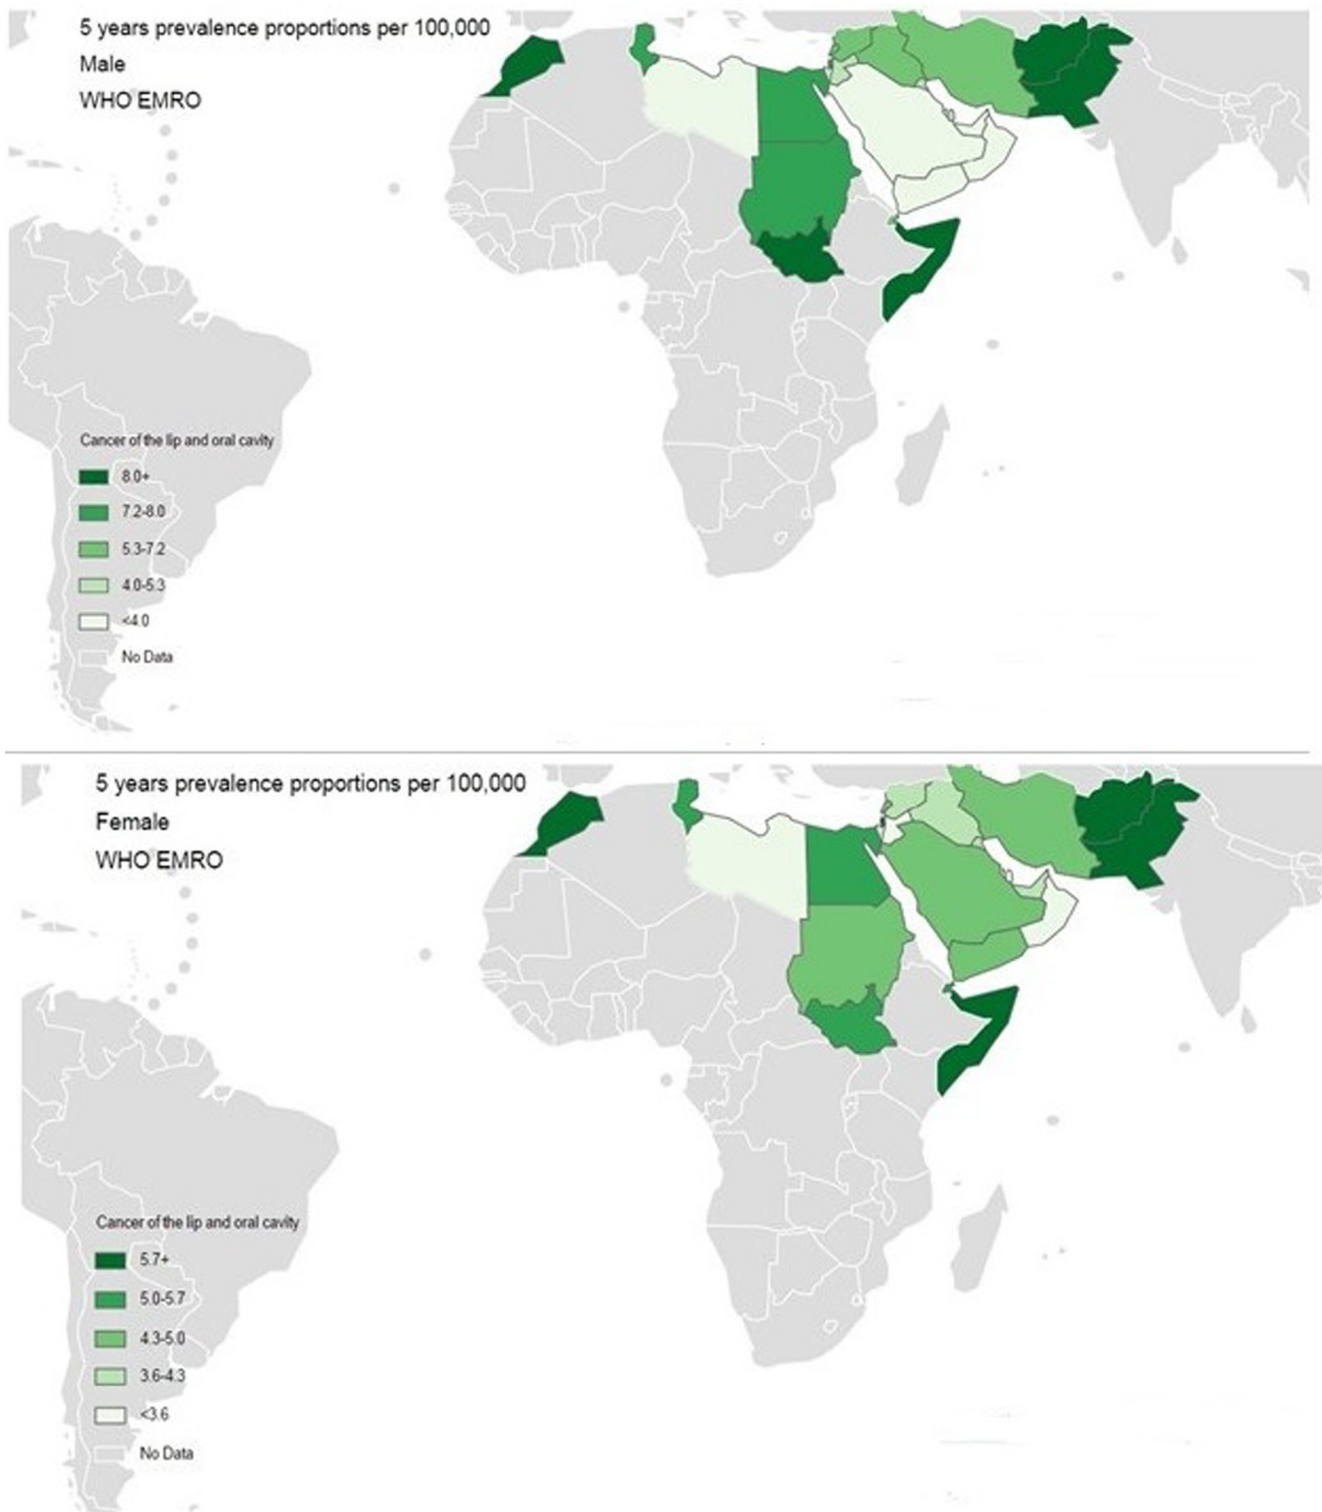 5 years prevalence proportions per 100,000
Male
WHO EMRO
Cancer of the lip and oral cavity
8.0+
7.2-8.0
5.3-7.2
4.0-5.3
<4.0
No Data
5 years prevalence proportions per 100,000
Female
WHO EMRO
Cancer of the lip and oral cavity
5.7+
5.0-5.7
4.3-5.0
3.6-4.3
<3.6
No Data